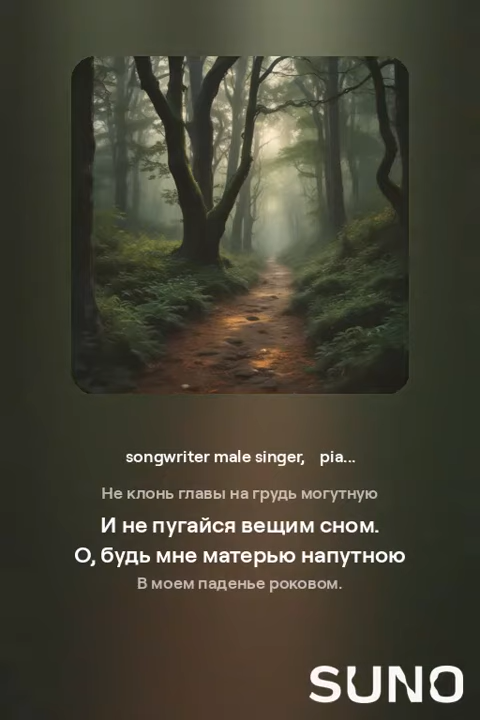 songwriter male singer, pia...
Не клонь главы на грудь могутную
И не пугайся вещим сном.
О, будь мне матерью напутною
В моем паденье роковом.
SUNO